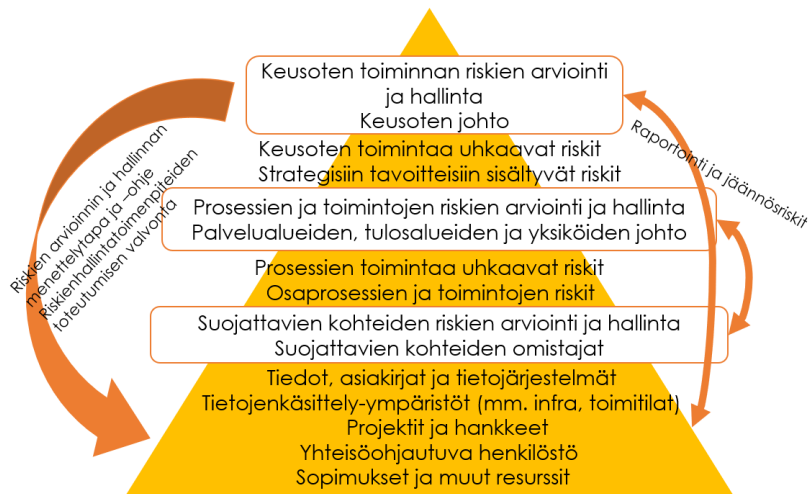 Keusoten toiminnan riskien arviointi
ja hallinta
Keusoten johto
Keusoten toimintaa uhkaavat riskit
Strategisiin tavoitteisiin sisältyvät riskit
Prosessien ja toimintojen riskien arviointi ja hallinta
Palvelualueiden, tulosalueiden ja yksiköiden johto
Prosessien toimintaa uhkaavat riskit
Osaprosessien ja toimintojen riskit
Suojattavien kohteiden riskien arviointi ja hallinta
Suojattavien kohteiden omistajat
Tiedot, asiakirjat ja tietojärjestelmät
Tietojenkäsittely-ympäristöt (mm. infra, toimitilat)
Projektit ja hankkeet
Yhteisöohjautuva henkilöstö
Sopimukset ja muut resurssit
Riskien arvioinnin ja hallinnan
menettelytapa ja –ohje
Riskienhallintatoimenpiteiden
toteutumisen valvonta
Raportointi ja jäännösriskit